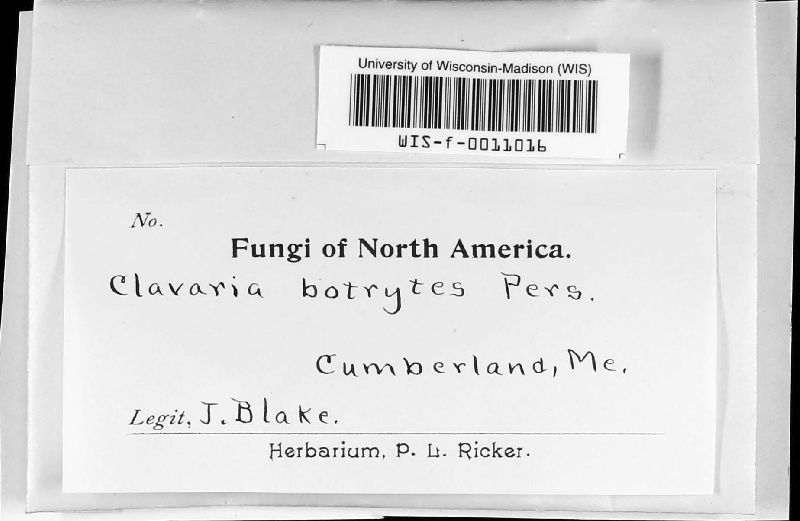 University of Wisconsin-Madison (WIS)
WIS-f-0011016
No.
Fungi of North America.
Clavaria botrytes Pers.
Cumberland, Me.
Legit, J. Blake.
Herbarium, P. L. Ricker.